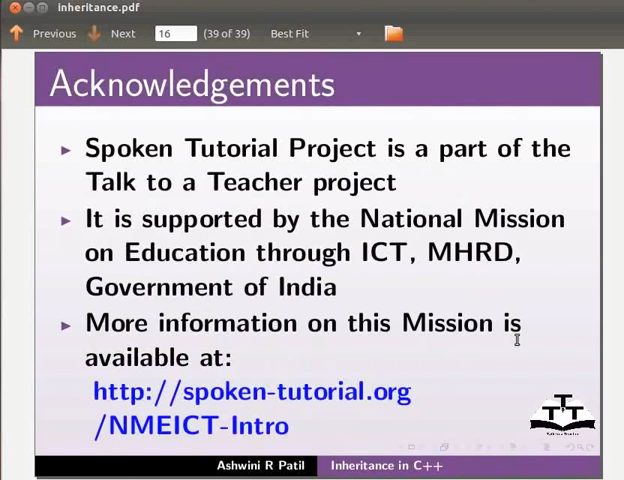 inheritance.pdf
Previous Next 16 (39 of 39) Best Fit
Acknowledgements
Spoken Tutorial Project is a part of the
Talk to a Teacher project
It is supported by the National Mission
on Education through ICT, MHRD,
Government of India
More information on this Mission is
available at:
http://spoken-tutorial.org
/NMEICT-Intro
Ashwini R Patil Inheritance in C++